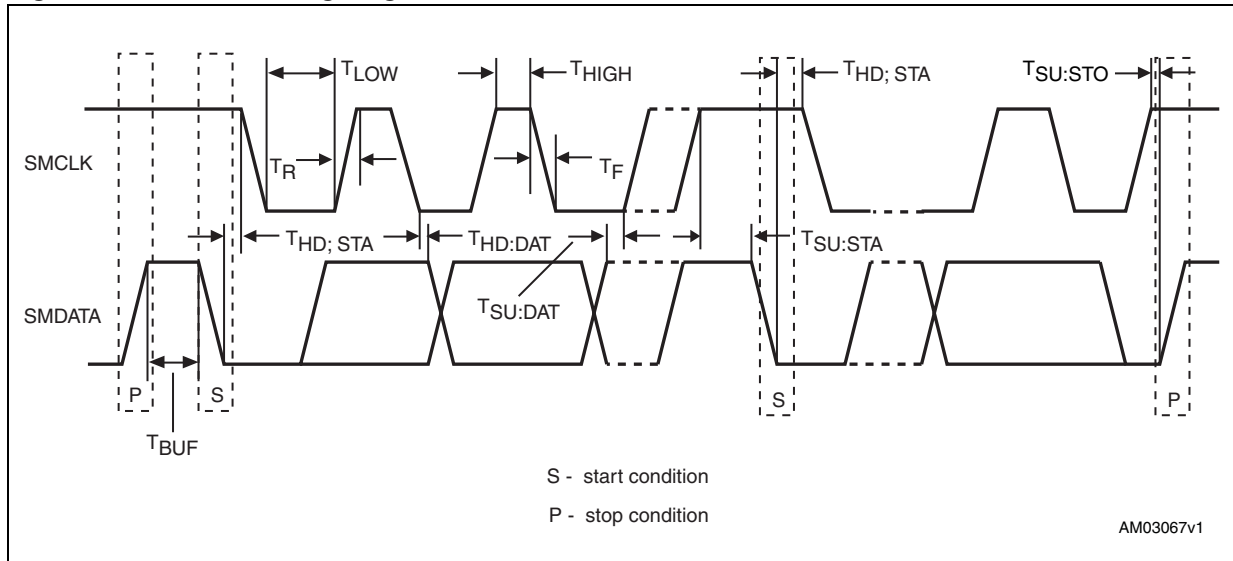 TLOW
THIGH
THD; STA
TSU:STO
SMCLK
TR
TF
THD; STA
THD:DAT
TSU:STA
TSU:DAT
SMDATA
P
S
S
P
TBUF
S - start condition
P - stop condition
AM03067v1